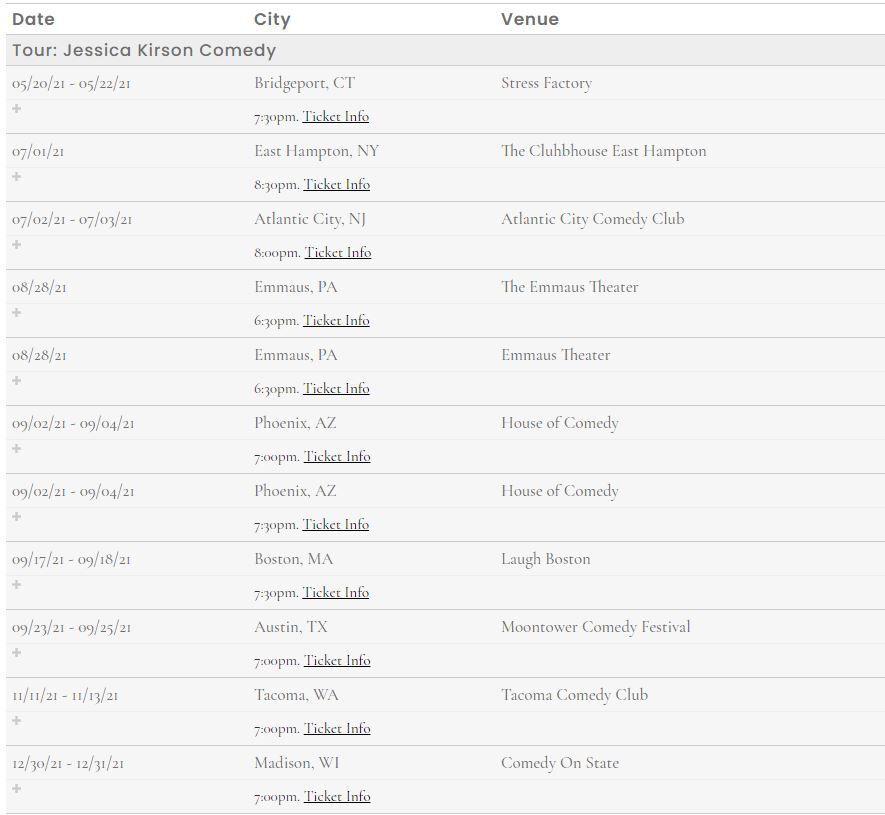 Date City Venue
Tour: Jessica Kirson Comedy
05/20/21 - 05/22/21 Bridgeport, CT Stress Factory
+ 7:30pm. Ticket Info
07/01/21 East Hampton, NY The Cluhbhouse East Hampton
+ 8:30pm. Ticket Info
07/02/21 - 07/03/21 Atlantic City, NJ Atlantic City Comedy Club
+ 8:00pm. Ticket Info
08/28/21 Emmaus, PA The Emmaus Theater
+ 6:30pm. Ticket Info
08/28/21 Emmaus, PA Emmaus Theater
+ 6:30pm. Ticket Info
09/02/21 - 09/04/21 Phoenix, AZ House of Comedy
+ 7:00pm. Ticket Info
09/02/21 - 09/04/21 Phoenix, AZ House of Comedy
+ 7:30pm. Ticket Info
09/17/21 - 09/18/21 Boston, MA Laugh Boston
+ 7:30pm. Ticket Info
09/23/21 - 09/25/21 Austin, TX Moontower Comedy Festival
+ 7:00pm. Ticket Info
11/11/21 - 11/13/21 Tacoma, WA Tacoma Comedy Club
+ 7:00pm. Ticket Info
12/30/21 - 12/31/21 Madison, WI Comedy On State
+ 7:00pm. Ticket Info